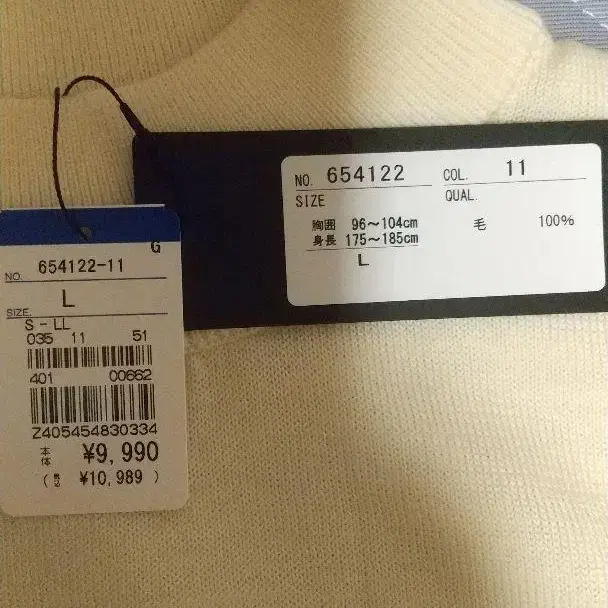 NO. 654122 COL. 11
SIZE QUAL.
胸囲 96～104cm 毛 100%
身長 175～185cm
L
G
NO. 654122-11
L
SIZE.
S - LL
035 11 51
401 00662
Z405454830334
本体 ¥9,990
(税込 ¥10,989 )